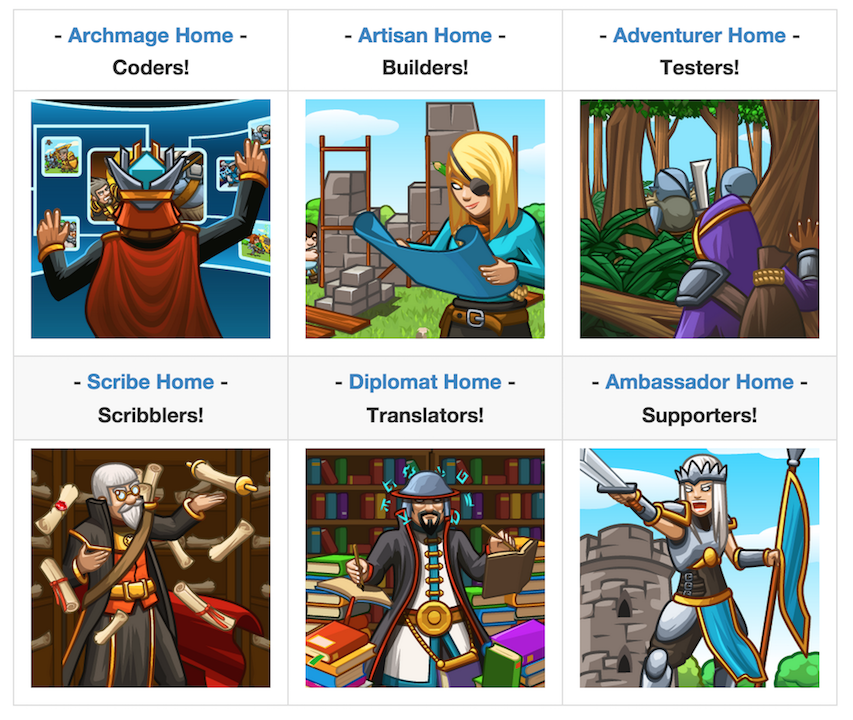 - Archmage Home -
Coders!
- Artisan Home -
Builders!
- Adventurer Home -
Testers!
- Scribe Home -
Scribblers!
- Diplomat Home -
Translators!
- Ambassador Home -
Supporters!